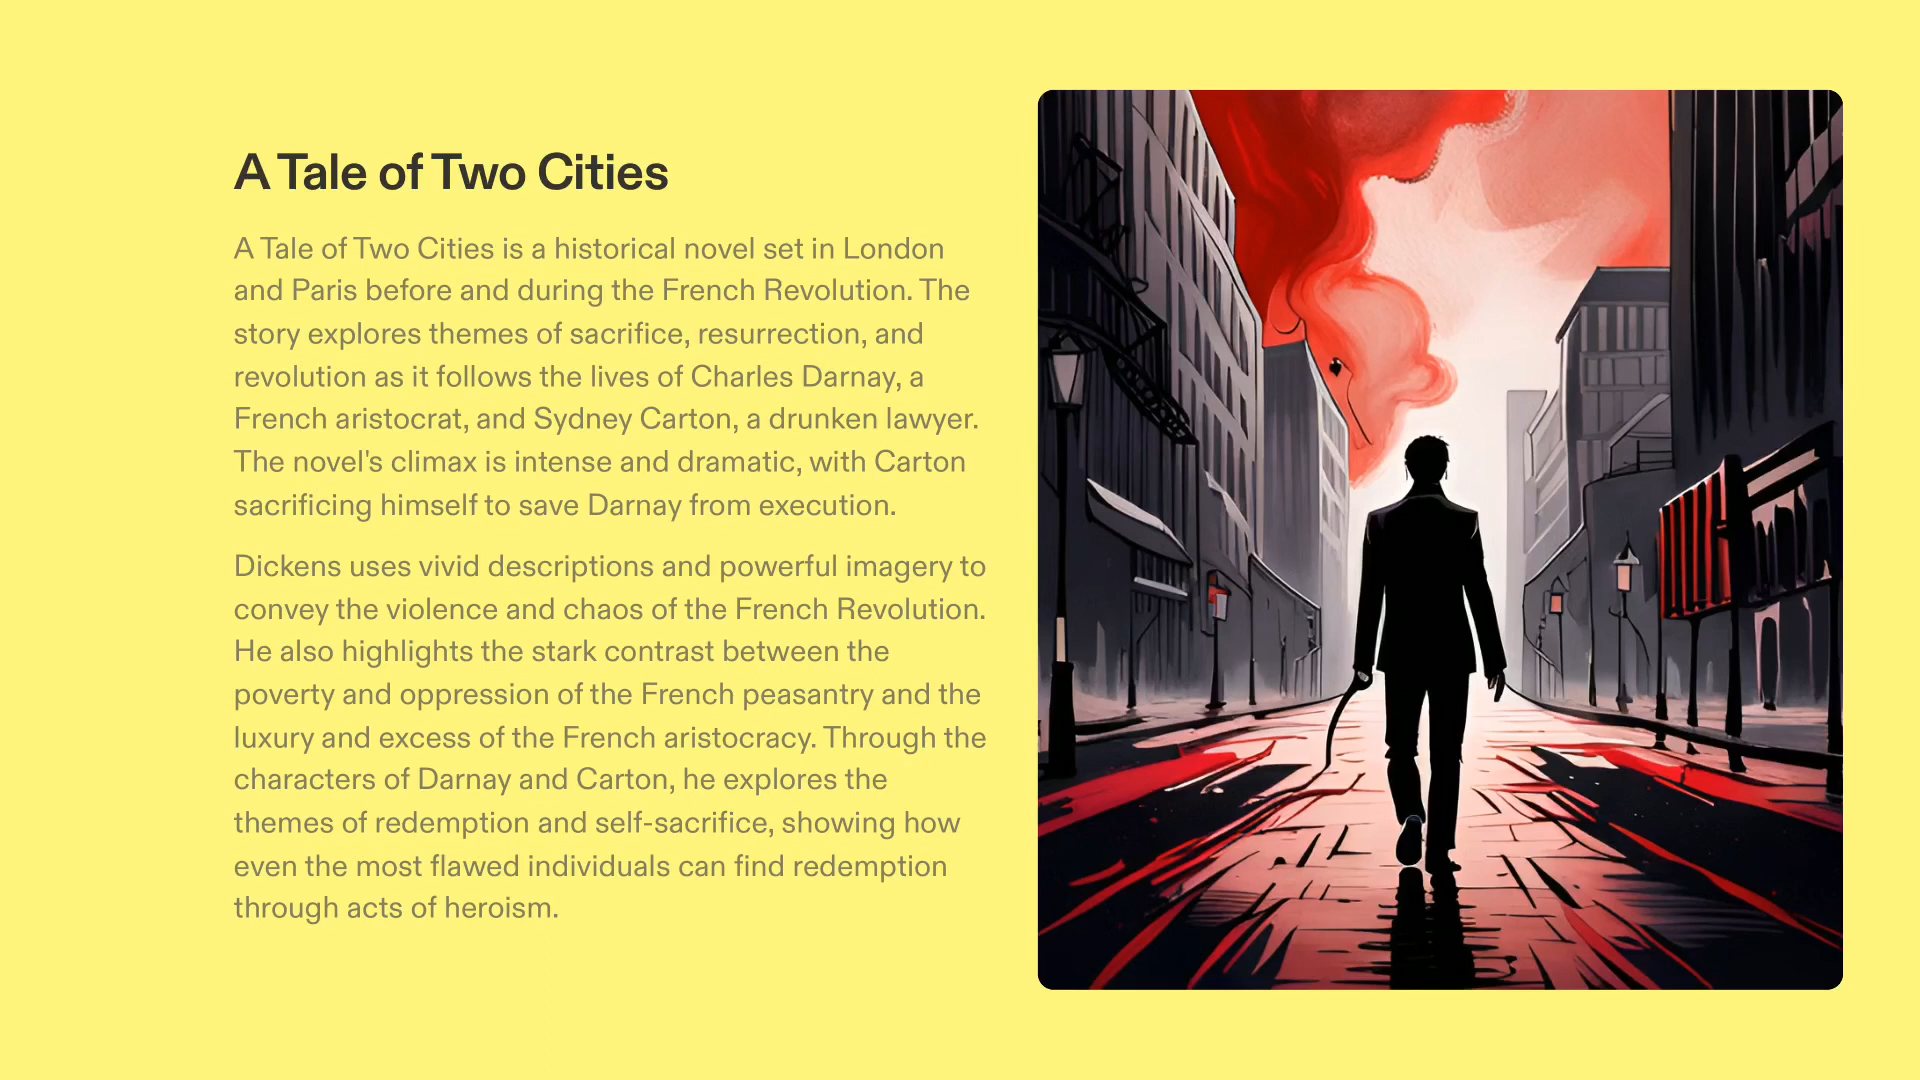 A Tale of Two Cities
A Tale of Two Cities is a historical novel set in London
and Paris before and during the French Revolution. The
story explores themes of sacrifice, resurrection, and
revolution as it follows the lives of Charles Darnay, a
French aristocrat, and Sydney Carton, a drunken lawyer.
The novel's climax is intense and dramatic, with Carton
sacrificing himself to save Darnay from execution.
Dickens uses vivid descriptions and powerful imagery to
convey the violence and chaos of the French Revolution.
He also highlights the stark contrast between the
poverty and oppression of the French peasantry and the
luxury and excess of the French aristocracy. Through the
characters of Darnay and Carton, he explores the
themes of redemption and self-sacrifice, showing how
even the most flawed individuals can find redemption
through acts of heroism.